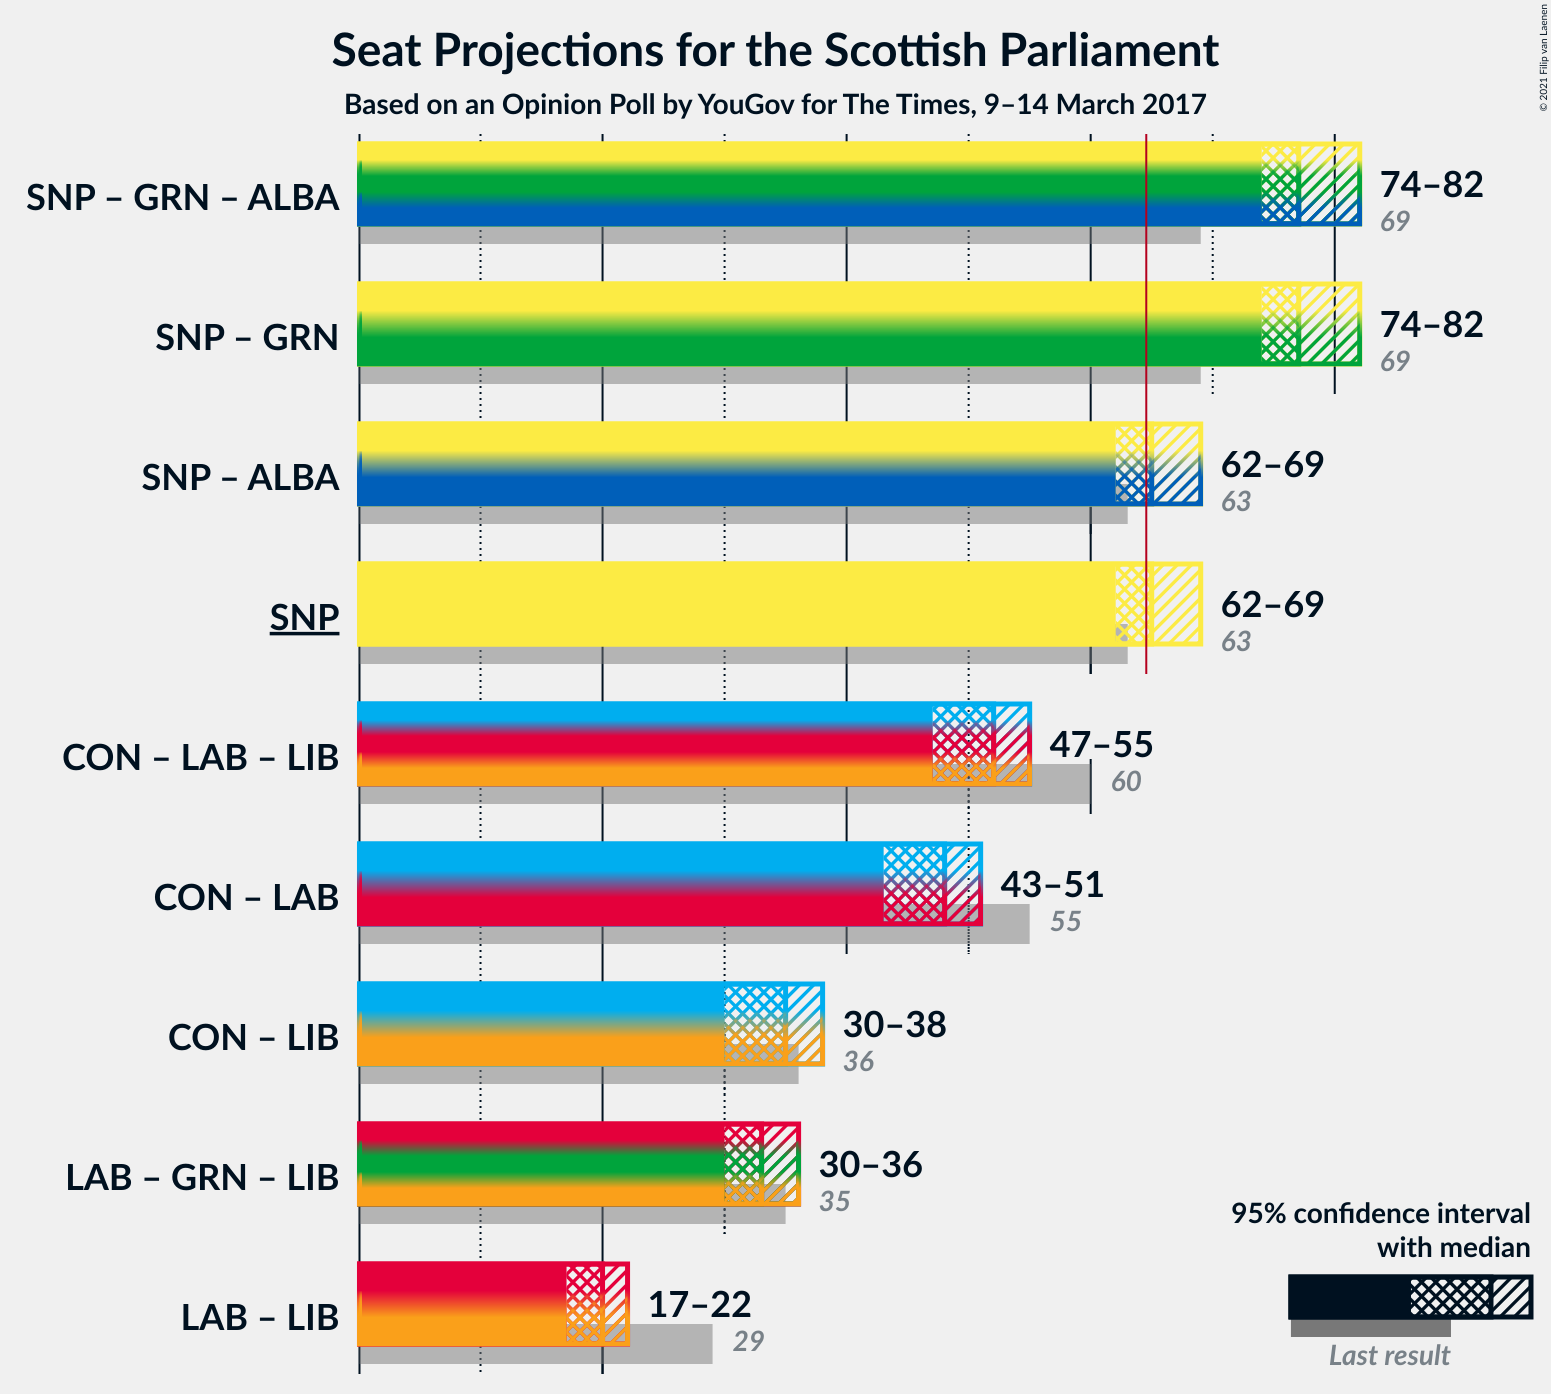 Seat Projections for the Scottish Parliament
Based on an Opinion Poll by YouGov for The Times, 9–14 March 2017
© 2021 Filip van Laenen
SNP – GRN – ALBA
74–82
69
SNP – GRN
74–82
69
SNP – ALBA
62–69
63
SNP
62–69
63
CON – LAB – LIB
47–55
60
CON – LAB
43–51
55
CON – LIB
30–38
36
LAB – GRN – LIB
30–36
35
LAB – LIB
17–22
29
95% confidence interval
with median
Last result